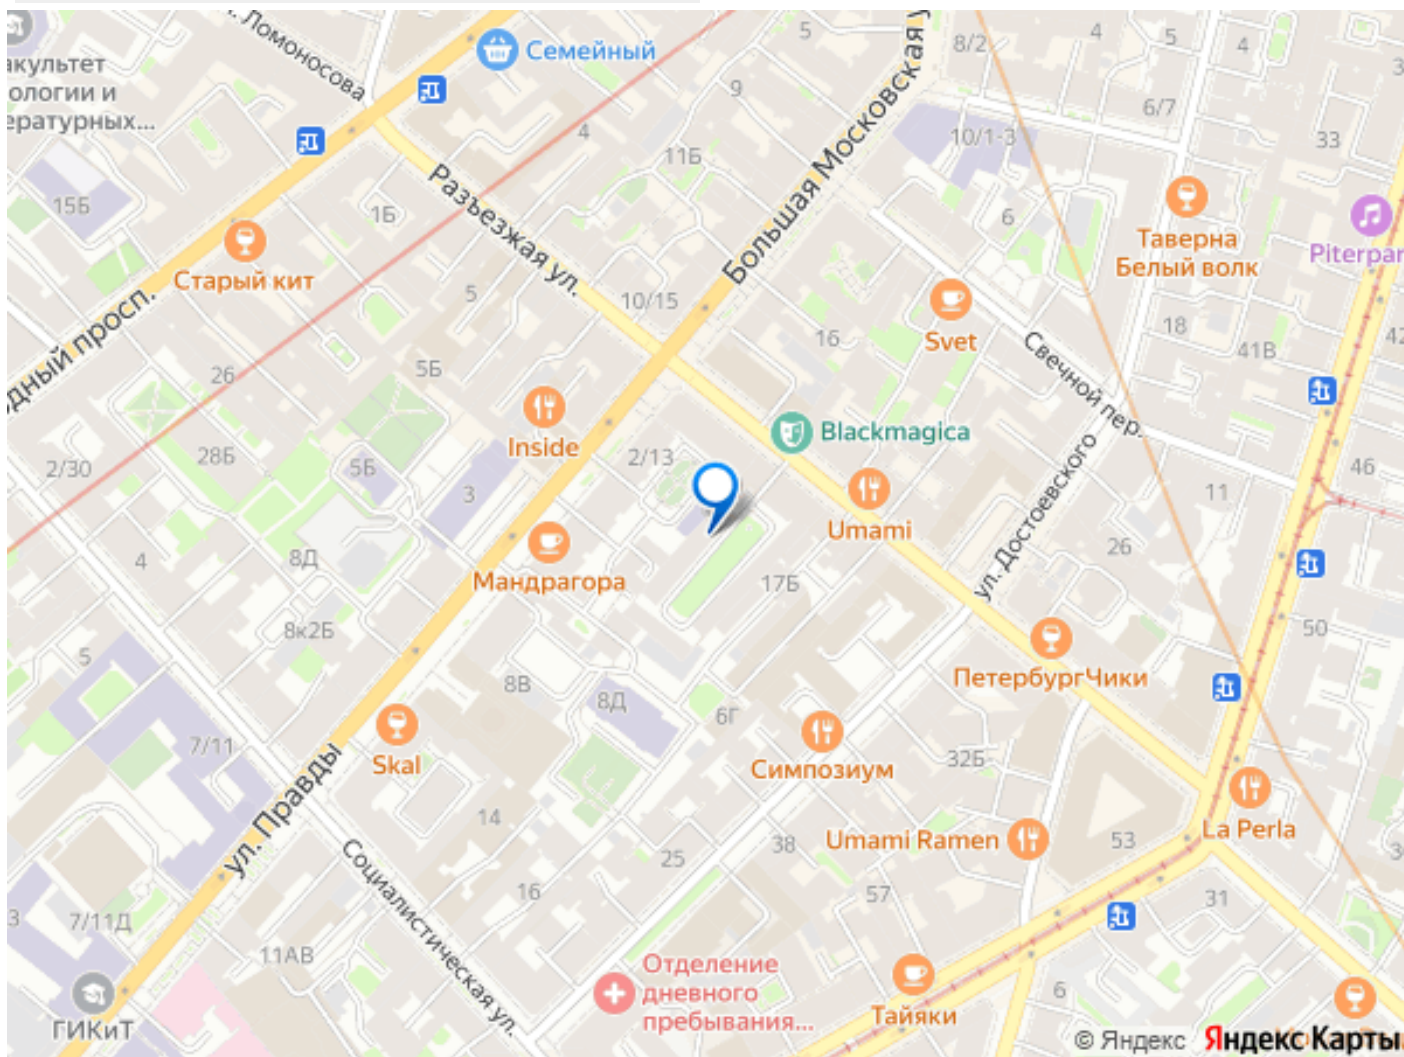 Ломоносова
Семейный
акультет
ологии и
ературных...
5
8/2
4
5
4
3
9
6/7
10/1-3
33
4
11Б
Большая Московская у
15Б
1Б
Разъезжая ул.
6
Таверна
Белый волк
Piterpar
Старый кит
5
10/15
Svet
16
18
41В
42
одный просп.
26
5Б
Свечной пер.
Inside
Blackmagica
28Б
2/30
5Б
3
2/13
46
11
Umami
ул. Достоевского
26
4
8Д
Мандрагора
17Б
8к2Б
50
5
ПетербургЧики
8В
8Д
6Г
7/11
Skal
Симпозиум
32Б
ул. Правды
14
La Perla
Umami Ramen
53
38
25
3
Социалистическая ул.
16
57
31
3
7/11Д
11АВ
Отделение
дневного
пребывания...
Тайяки
6
ГИКиТ
© Яндекс
Яндекс Карты